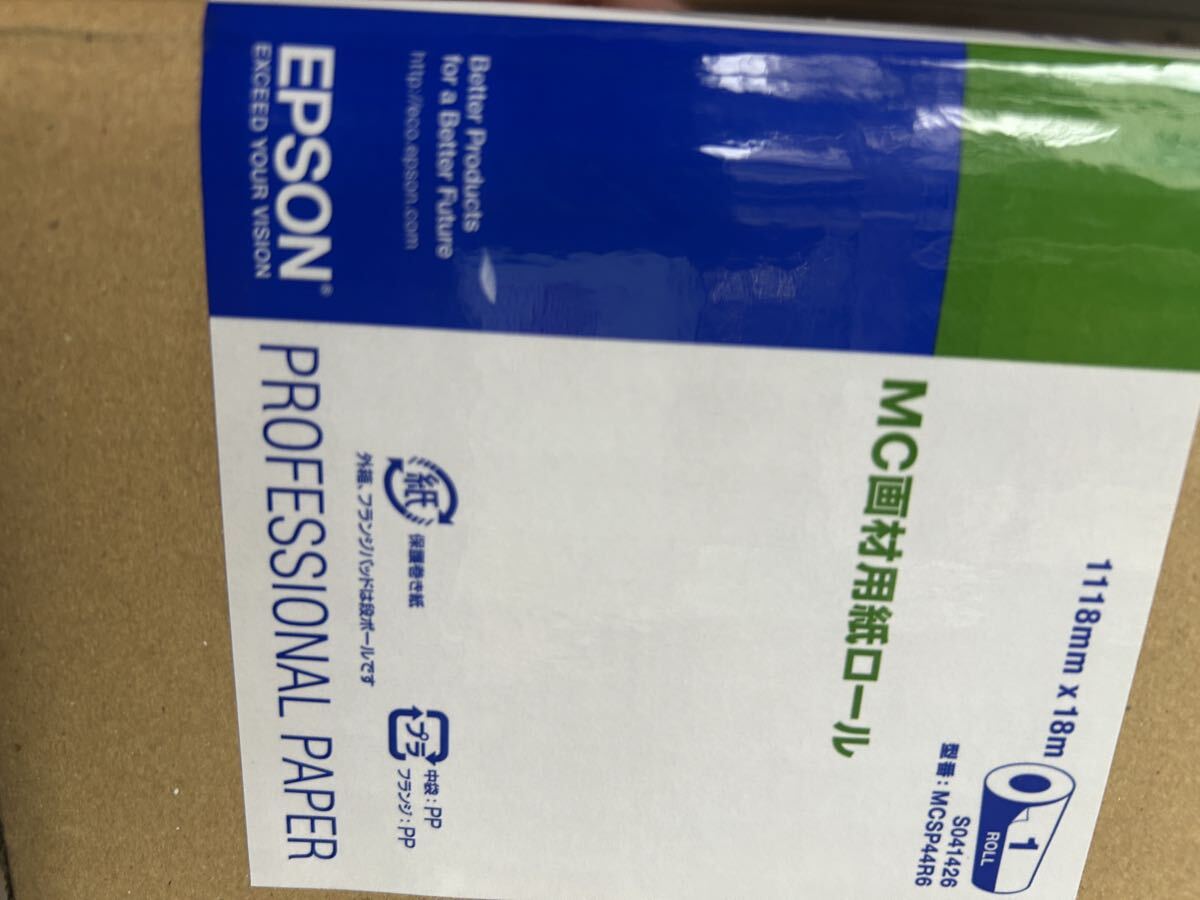 MC画材用紙ロール
1118mm x 18m
1
ROLL
S041426
型番:MCSP44R6
Better Products
for a Better Future
http://eco.epson.com
紙
保護巻き紙
外箱、フランジパッドは段ボールです
プラ
中袋:PP
フランジ:PP
EPSON®
EXCEED YOUR VISION
PROFESSIONAL PAPER